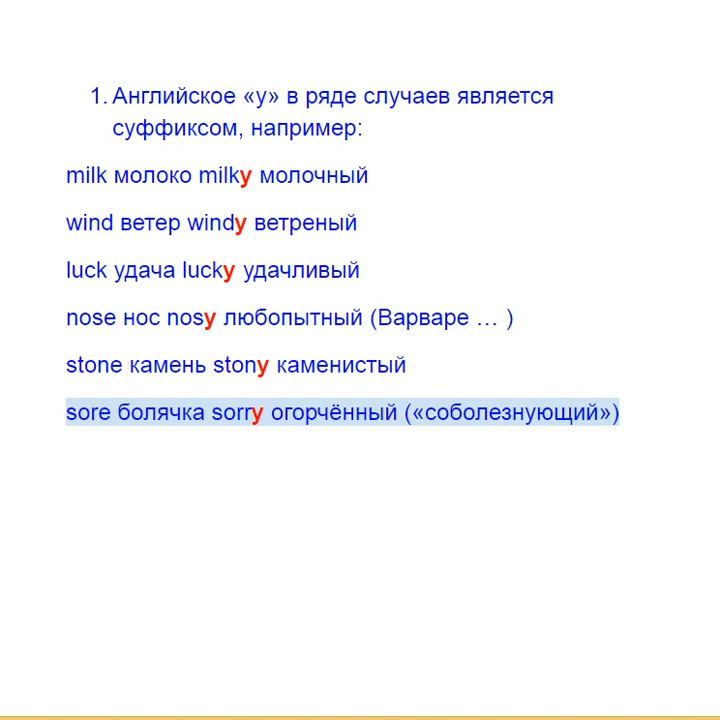 1. Английское «y» в ряде случаев является
суффиксом, например:
milk молоко milky молочный
wind ветер windy ветреный
luck удача lucky удачливый
nose нос nosy любопытный (Варваре … )
stone камень stony каменистый
sore болячка sorry огорчённый («соболезнующий»)